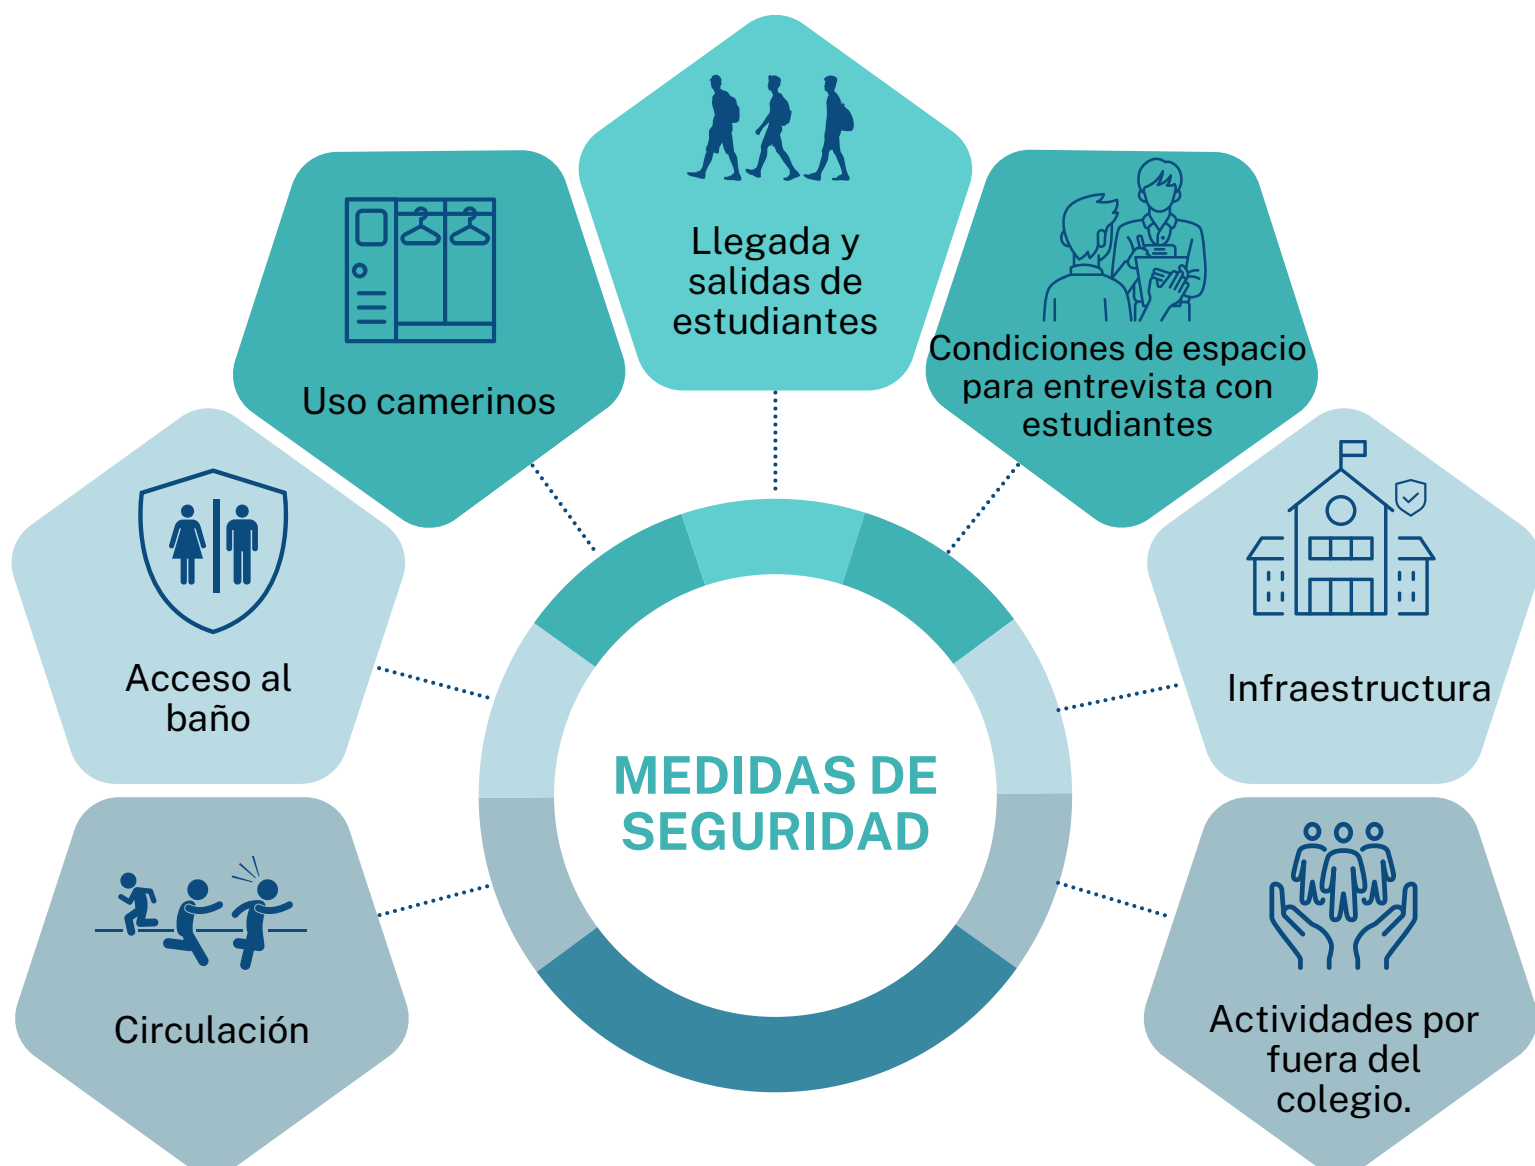 Llegada y
salidas de
estudiantes
Condiciones de espacio
para entrevista con
estudiantes
Uso camerinos
Acceso al
baño
Infraestructura
MEDIDAS DE
SEGURIDAD
Circulación
Actividades por
fuera del
colegio.